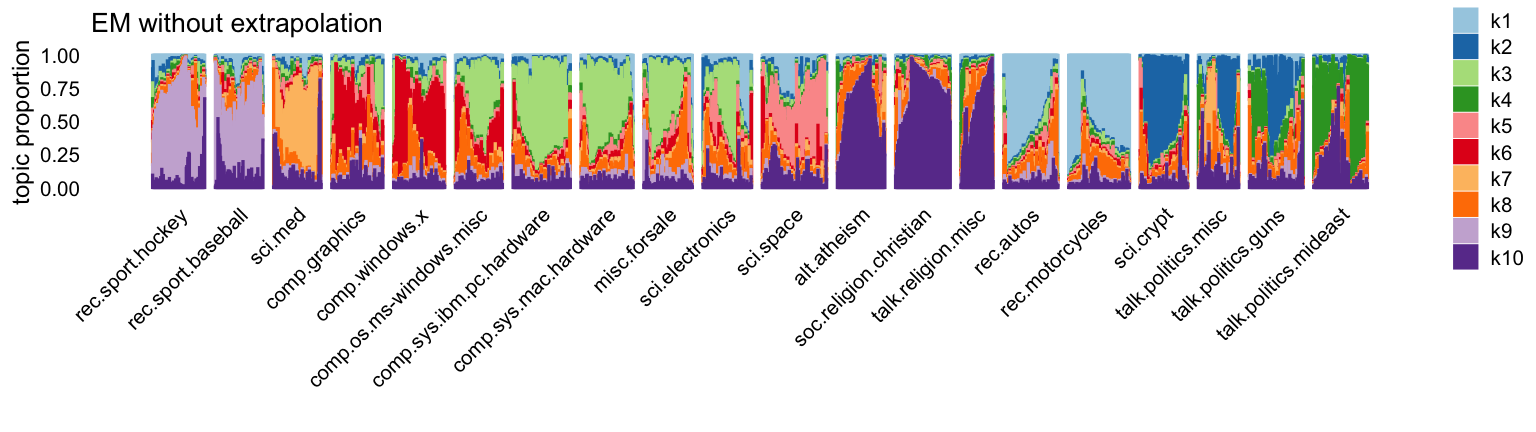 EM without extrapolation
topic proportion
1.00
0.75
0.50
0.25
0.00
rec.sport.hockey
rec.sport.baseball
sci.med
comp.graphics
comp.windows.x
comp.os.ms-windows.misc
comp.sys.ibm.pc.hardware
comp.sys.mac.hardware
misc.forsale
sci.electronics
sci.space
alt.atheism
soc.religion.christian
talk.religion.misc
rec.autos
rec.motorcycles
sci.crypt
talk.politics.misc
talk.politics.guns
talk.politics.mideast
k1
k2
k3
k4
k5
k6
k7
k8
k9
k10